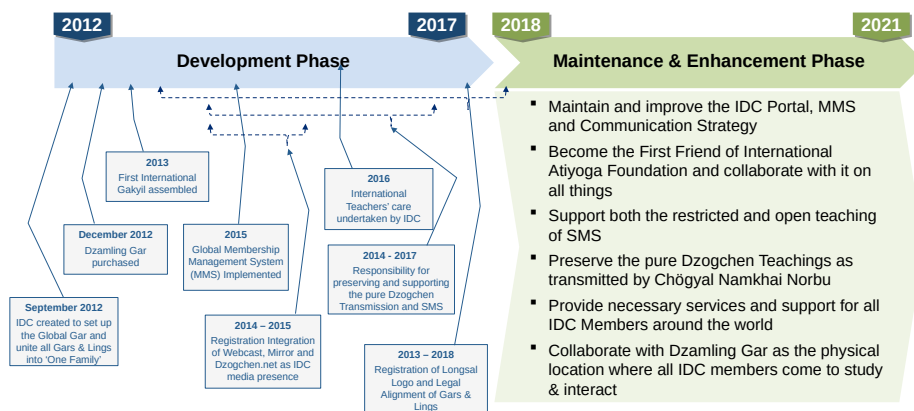 2012
2017
2018
2021
Development Phase
Maintenance & Enhancement Phase
2013
First International
Gakyil assembled
December 2012
Dzamling Gar
purchased
September 2012
IDC created to set up
the Global Gar and
unite all Gars & Lings
into 'One Family'
2015
Global Membership
Management System
(MMS) Implemented
2014 – 2015
Registration Integration
of Webcast, Mirror and
Dzogchen.net as IDC
media presence
2016
International
Teachers' care
undertaken by IDC
2014 - 2017
Responsibility for
preserving and supporting
the pure Dzogchen
Transmission and SMS
2013 – 2018
Registration of Longsal
Logo and Legal
Alignment of Gars &
Lings
▪ Maintain and improve the IDC Portal, MMS
and Communication Strategy
▪ Become the First Friend of International
Atiyoga Foundation and collaborate with it on
all things
▪ Support both the restricted and open teaching
of SMS
▪ Preserve the pure Dzogchen Teachings as
transmitted by Chögyal Namkhai Norbu
▪ Provide necessary services and support for all
IDC Members around the world
▪ Collaborate with Dzamling Gar as the physical
location where all IDC members come to study
& interact